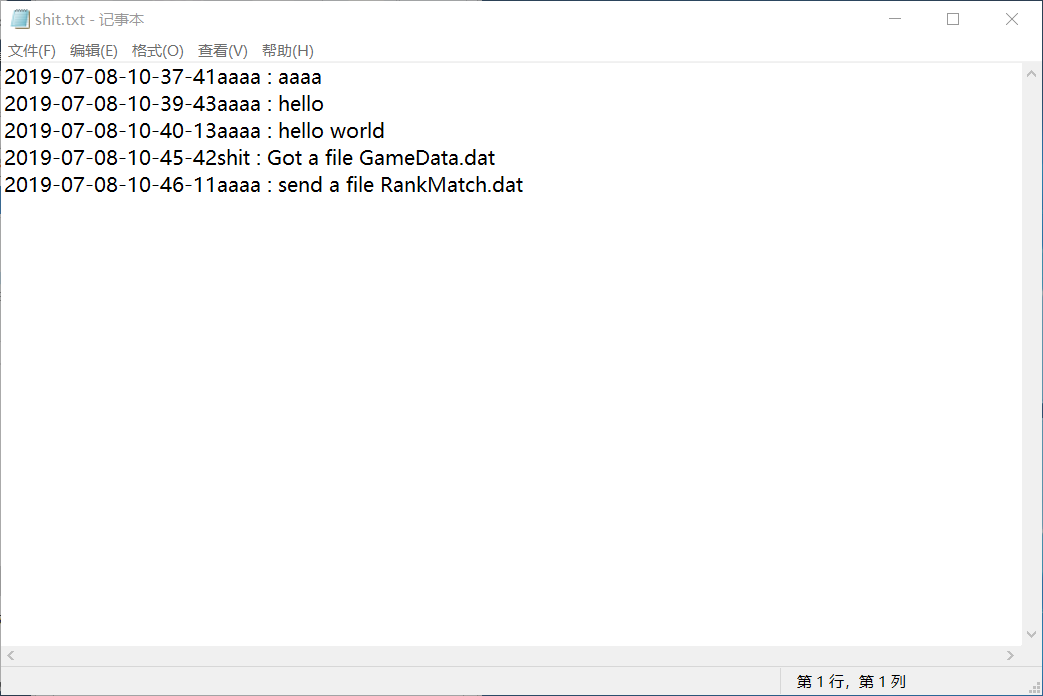 shit.txt - 记事本
文件(F) 编辑(E) 格式(O) 查看(V) 帮助(H)
2019-07-08-10-37-41aaaa : aaaa
2019-07-08-10-39-43aaaa : hello
2019-07-08-10-40-13aaaa : hello world
2019-07-08-10-45-42shit : Got a file GameData.dat
2019-07-08-10-46-11aaaa : send a file RankMatch.dat
第 1 行，第 1 列